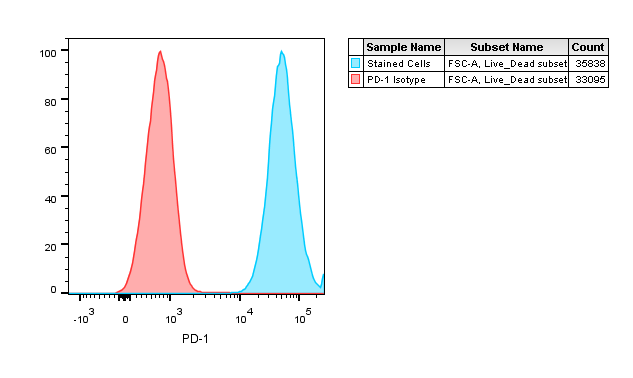 100
80
60
40
20
0
-10^3 0 10^3 10^4 10^5
PD-1
Sample Name Subset Name Count
Stained Cells FSC-A, Live_Dead subset 35838
PD-1 Isotype FSC-A, Live_Dead subset 33095